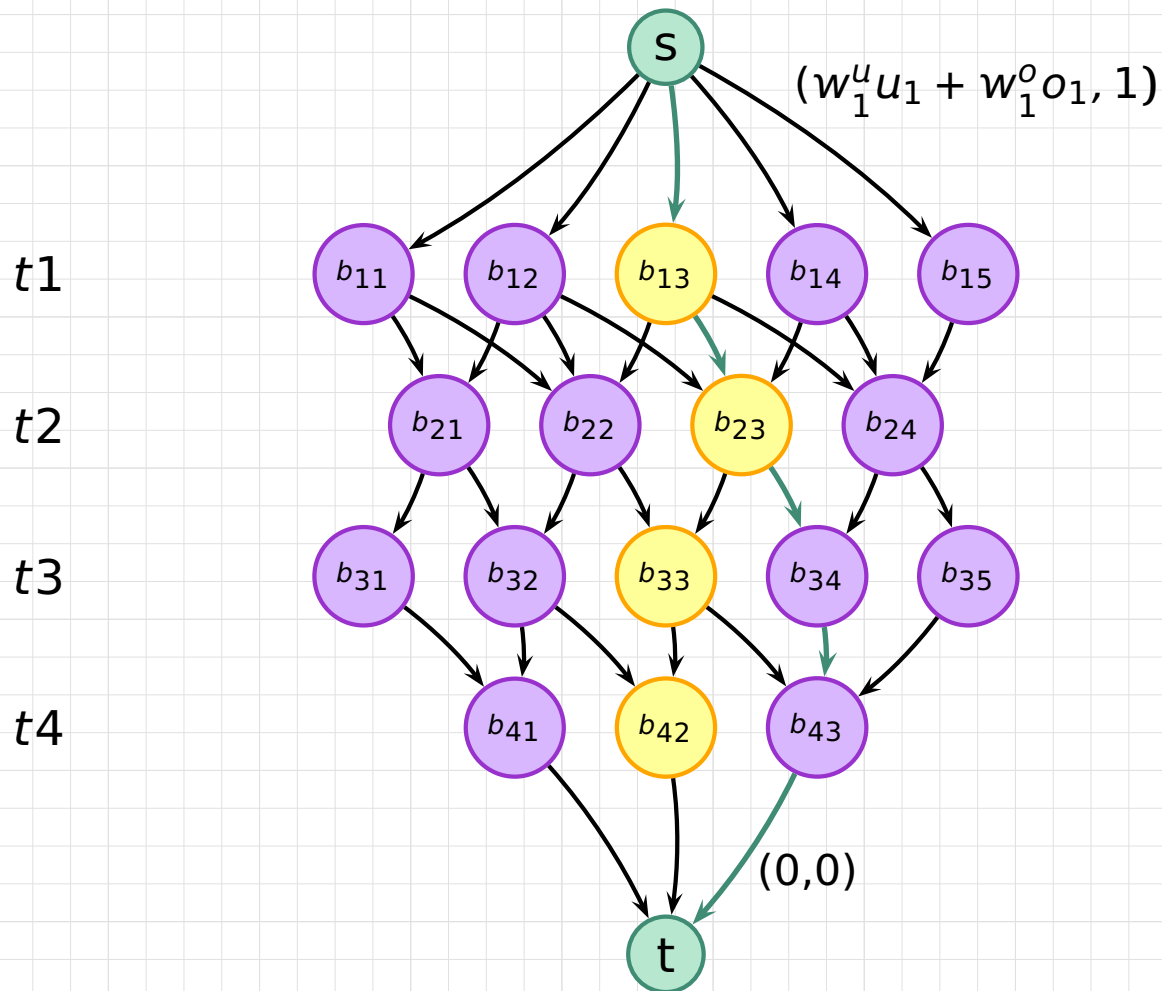 s
(w₁ᵘu₁ + w₁ᵒo₁, 1)
t1
b₁₁ b₁₂ b₁₃ b₁₄ b₁₅
t2
b₂₁ b₂₂ b₂₃ b₂₄
t3
b₃₁ b₃₂ b₃₃ b₃₄ b₃₅
t4
b₄₁ b₄₂ b₄₃
(0,0)
t